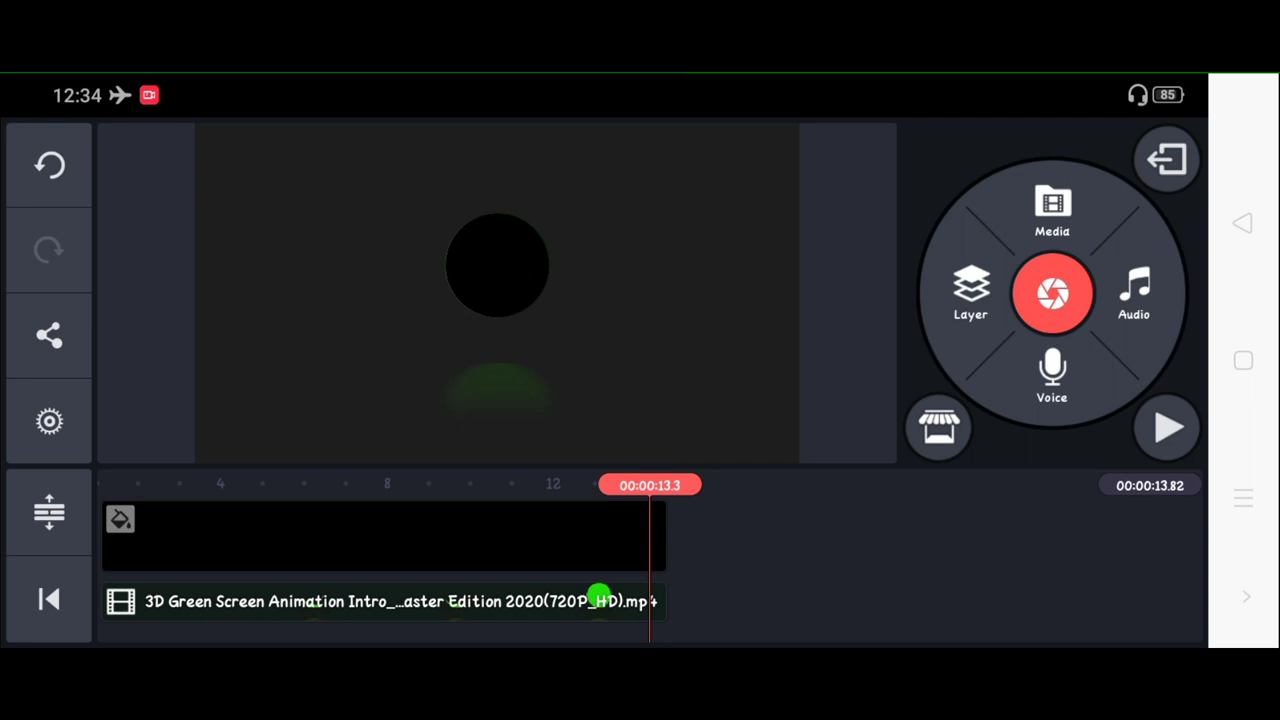 12:34
85
Media
Layer
Audio
Voice
4
8
12
00:00:13.3
00:00:13.82
3D Green Screen Animation Intro_...aster Edition 2020(720P_HD).mp4